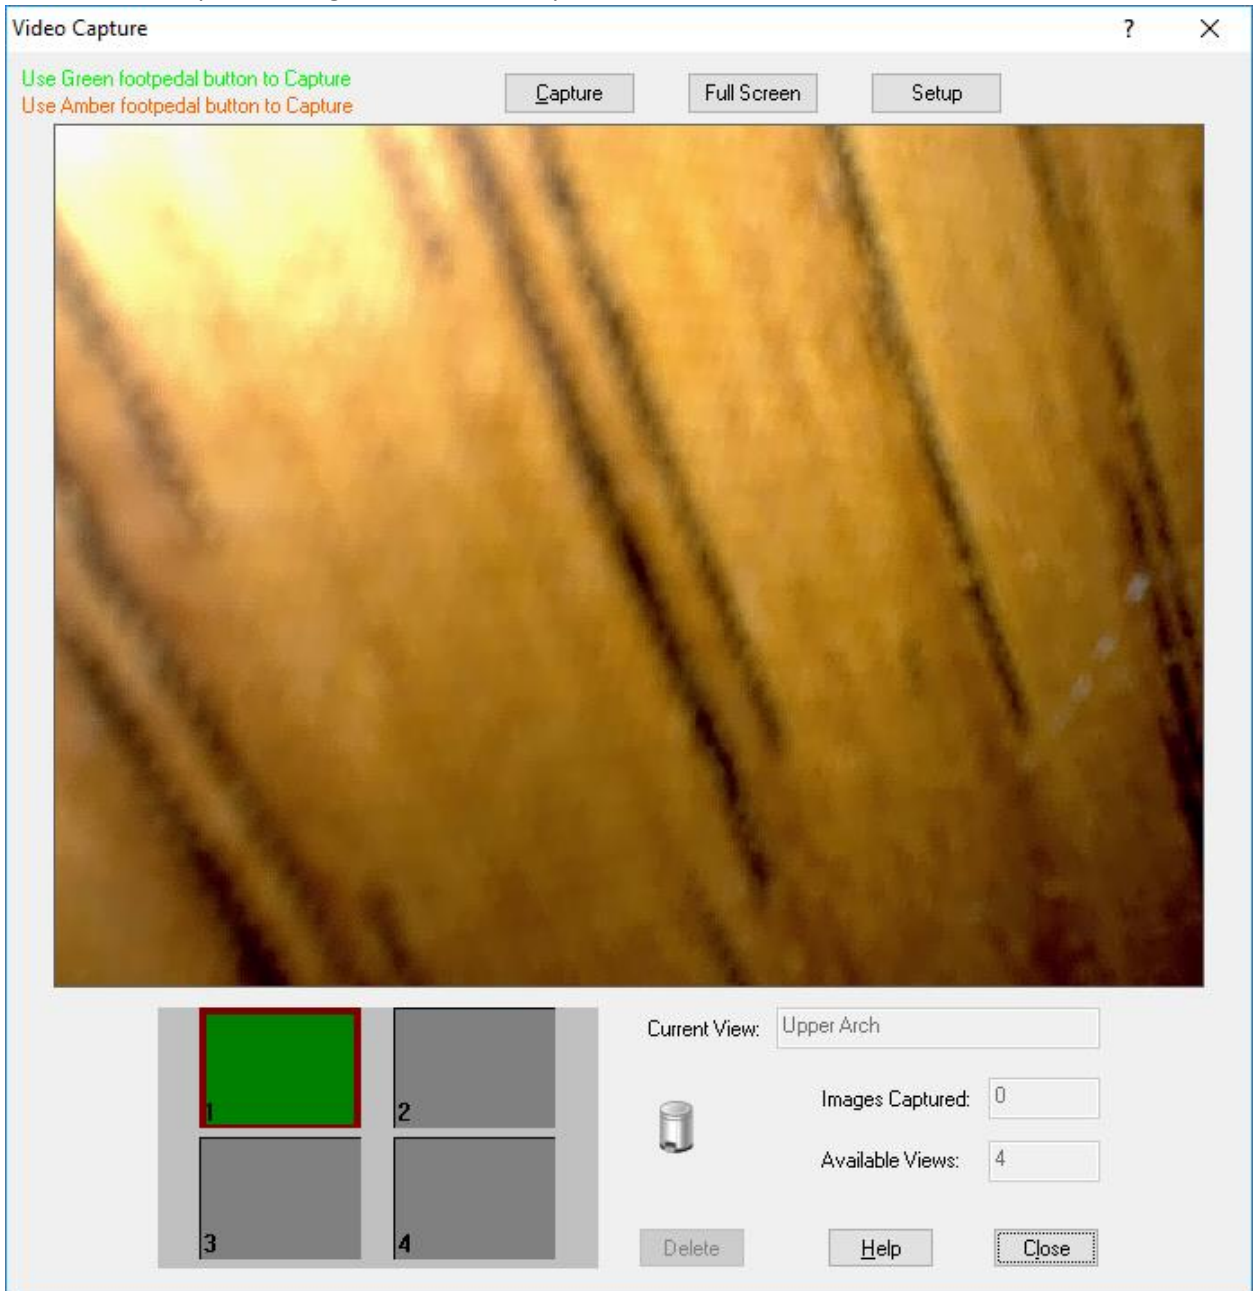 Video Capture
?
Use Green footpedal button to Capture
Use Amber footpedal button to Capture
Capture
Full Screen
Setup
1
2
3
4
Current View:
Upper Arch
Images Captured:
0
Available Views:
4
Delete
Help
Close